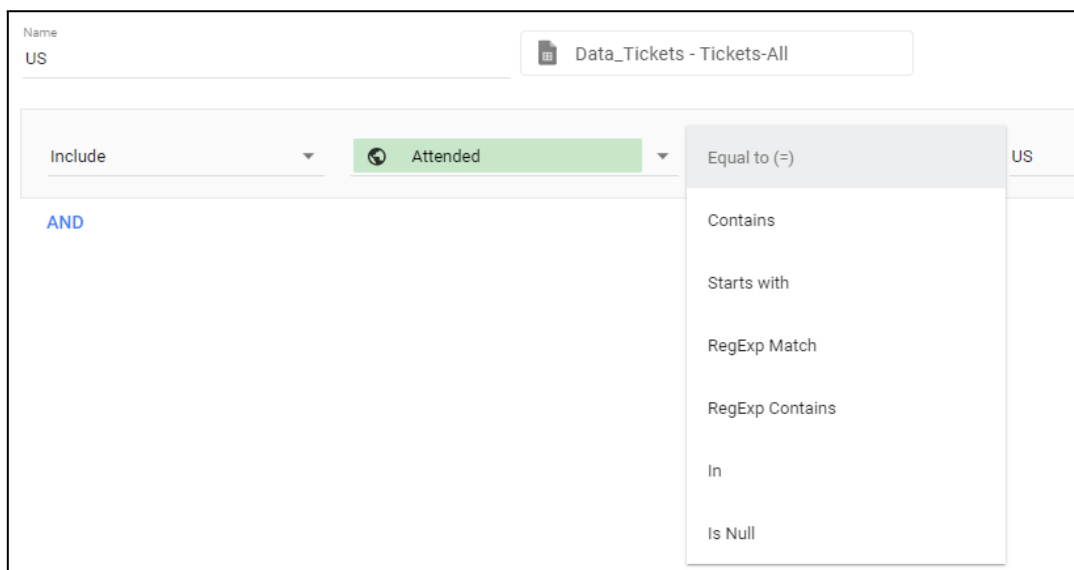 Name
US
Data_Tickets - Tickets-All
Include
Attended
Equal to (=)
US
AND
Contains
Starts with
RegExp Match
RegExp Contains
In
Is Null